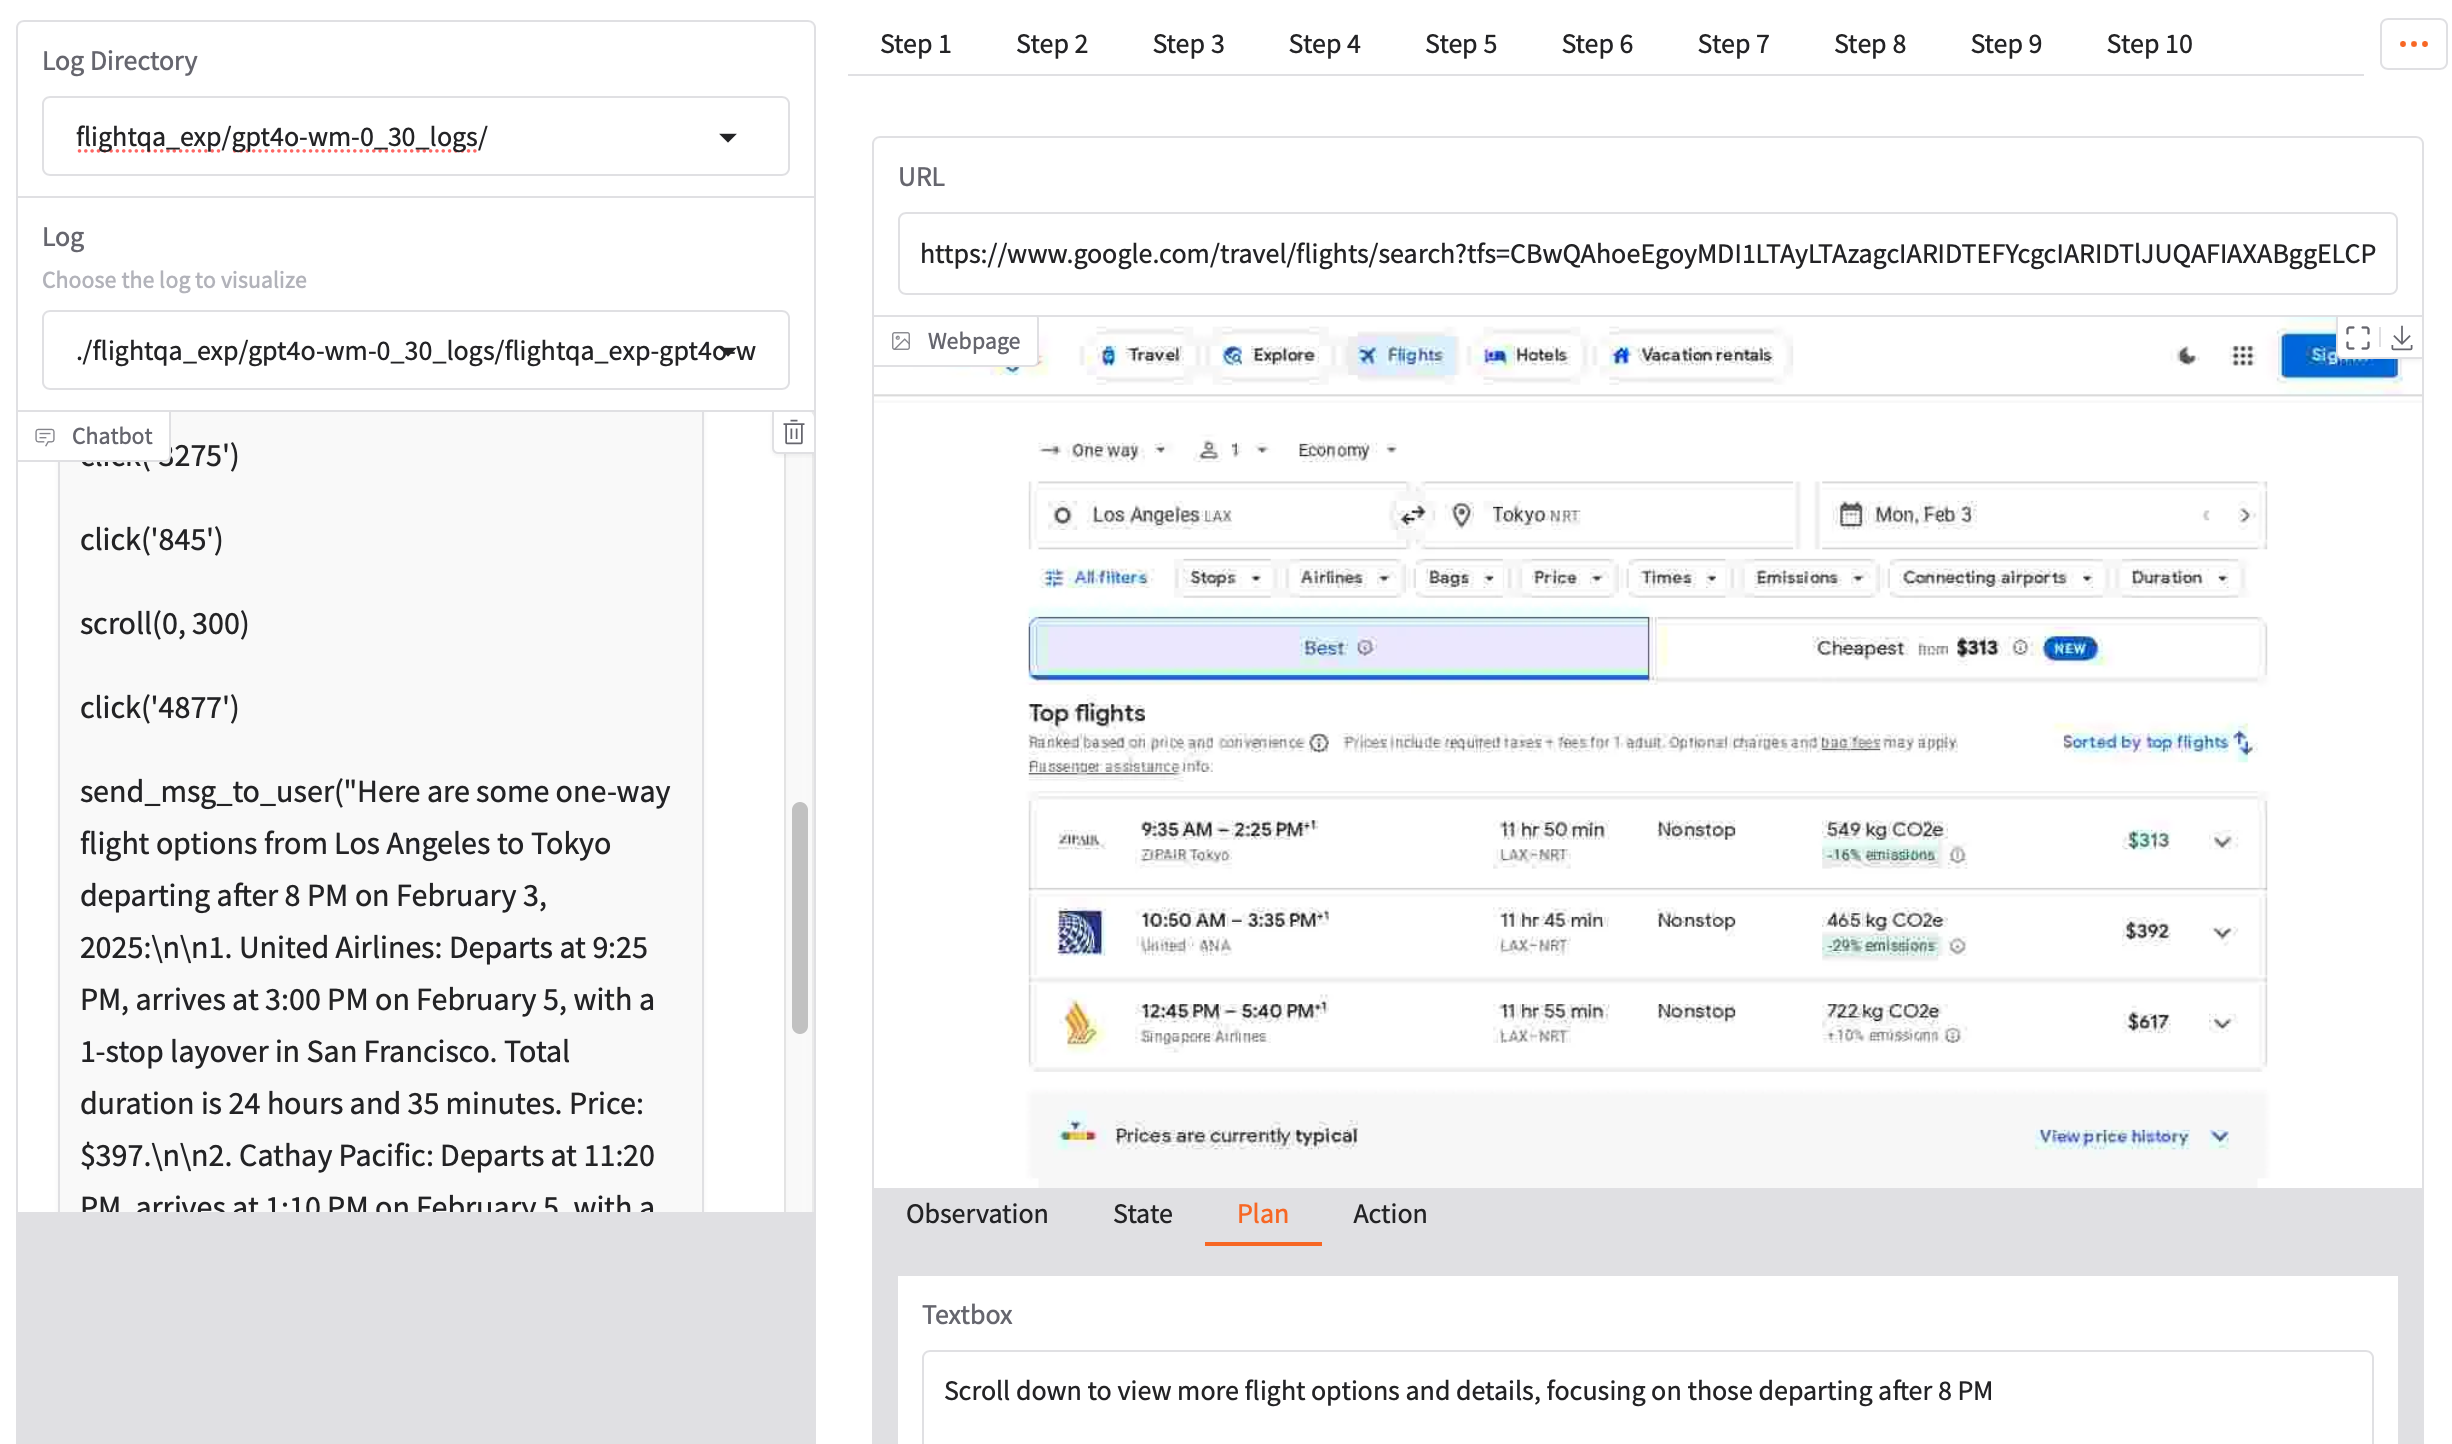 Log Directory
flightqa_exp/gpt4o-wm-0_30_logs/
Log
Choose the log to visualize
./flightqa_exp/gpt4o-wm-0_30_logs/flightqa_exp-gpt4o-w
Chatbot
click('3275')
click('845')
scroll(0, 300)
click('4877')
send_msg_to_user("Here are some one-way
flight options from Los Angeles to Tokyo
departing after 8 PM on February 3,
2025:\n\n1. United Airlines: Departs at 9:25
PM, arrives at 3:00 PM on February 5, with a
1-stop layover in San Francisco. Total
duration is 24 hours and 35 minutes. Price:
$397.\n\n2. Cathay Pacific: Departs at 11:20
PM, arrives at 1:10 PM on February 5, with a
Step 1 Step 2 Step 3 Step 4 Step 5 Step 6 Step 7 Step 8 Step 9 Step 10
URL
https://www.google.com/travel/flights/search?tfs=CBwQAhoeEgoyMDI1LTAyLTAzagcIARIDTEFYcgcIARIDTlJUQAFIAXABggELCP
Webpage
Travel Explore Flights Hotels Vacation rentals
One way 1 Economy
Los Angeles LAX Tokyo NRT Mon, Feb 3
All filters Stops Airlines Bags Price Times Emissions Connecting airports Duration
Best Cheapest from $313 NEW
Top flights
Ranked based on price and convenience Prices include required taxes + fees for 1 adult. Optional charges and bag fees may apply.
Passenger assistance info.
Sorted by top flights
9:35 AM – 2:25 PM+1 11 hr 50 min Nonstop 549 kg CO2e $313
ZIPAIR
ZIPAIR Tokyo LAX–NRT -16% emissions
10:50 AM – 3:35 PM+1 11 hr 45 min Nonstop 465 kg CO2e $392
United · ANA LAX–NRT -29% emissions
12:45 PM – 5:40 PM+1 11 hr 55 min Nonstop 722 kg CO2e $617
Singapore Airlines LAX–NRT +10% emissions
Prices are currently typical View price history
Observation State Plan Action
Textbox
Scroll down to view more flight options and details, focusing on those departing after 8 PM